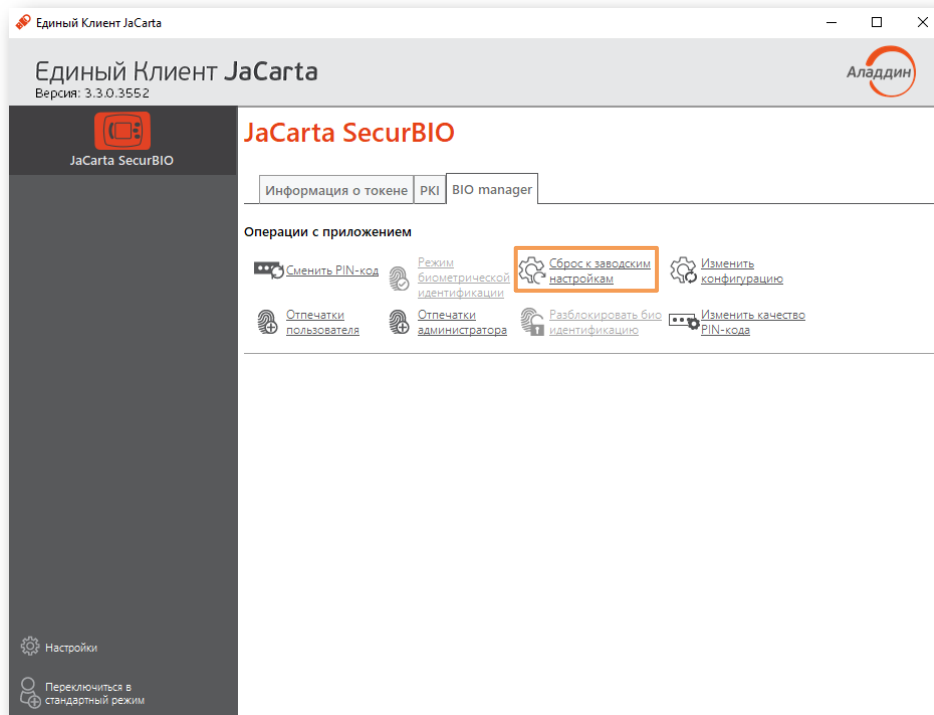 Единый Клиент JaCarta
Единый Клиент JaCarta
Версия: 3.3.0.3552
Аладдин
JaCarta SecurBIO
JaCarta SecurBIO
Информация о токене
PKI
BIO manager
Операции с приложением
Сменить PIN-код
Режим
биометрической
идентификации
Сброс к заводским
настройкам
Изменить
конфигурацию
Отпечатки
пользователя
Отпечатки
администратора
Разблокировать био
идентификацию
Изменить качество
PIN-кода
Настройки
Переключиться в
стандартный режим